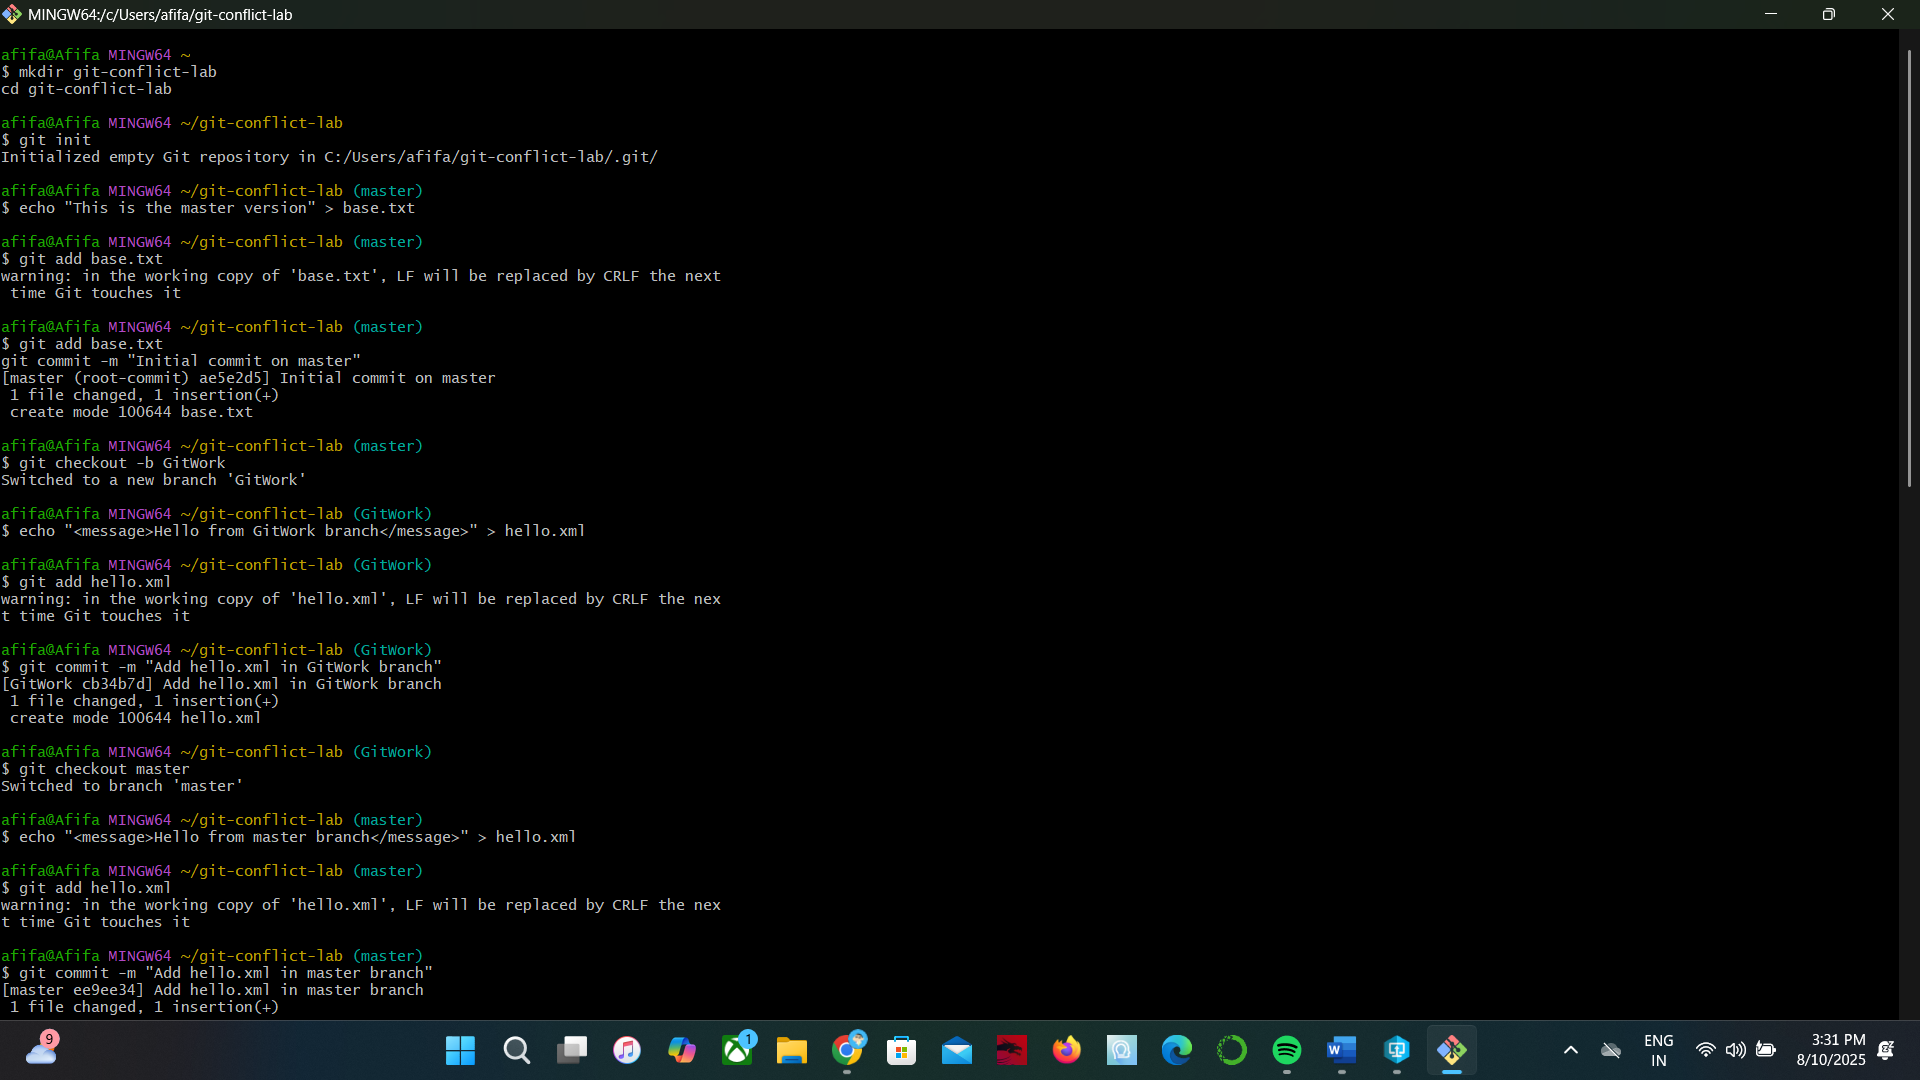 MINGW64:/c/Users/afifa/git-conflict-lab
afifa@Afifa MINGW64 ~
$ mkdir git-conflict-lab
cd git-conflict-lab
afifa@Afifa MINGW64 ~/git-conflict-lab
$ git init
Initialized empty Git repository in C:/Users/afifa/git-conflict-lab/.git/
afifa@Afifa MINGW64 ~/git-conflict-lab (master)
$ echo "This is the master version" > base.txt
afifa@Afifa MINGW64 ~/git-conflict-lab (master)
$ git add base.txt
warning: in the working copy of 'base.txt', LF will be replaced by CRLF the next
 time Git touches it
afifa@Afifa MINGW64 ~/git-conflict-lab (master)
$ git add base.txt
git commit -m "Initial commit on master"
[master (root-commit) ae5e2d5] Initial commit on master
 1 file changed, 1 insertion(+)
 create mode 100644 base.txt
afifa@Afifa MINGW64 ~/git-conflict-lab (master)
$ git checkout -b GitWork
Switched to a new branch 'GitWork'
afifa@Afifa MINGW64 ~/git-conflict-lab (GitWork)
$ echo "<message>Hello from GitWork branch</message>" > hello.xml
afifa@Afifa MINGW64 ~/git-conflict-lab (GitWork)
$ git add hello.xml
warning: in the working copy of 'hello.xml', LF will be replaced by CRLF the nex
t time Git touches it
afifa@Afifa MINGW64 ~/git-conflict-lab (GitWork)
$ git commit -m "Add hello.xml in GitWork branch"
[GitWork cb34b7d] Add hello.xml in GitWork branch
 1 file changed, 1 insertion(+)
 create mode 100644 hello.xml
afifa@Afifa MINGW64 ~/git-conflict-lab (GitWork)
$ git checkout master
Switched to branch 'master'
afifa@Afifa MINGW64 ~/git-conflict-lab (master)
$ echo "<message>Hello from master branch</message>" > hello.xml
afifa@Afifa MINGW64 ~/git-conflict-lab (master)
$ git add hello.xml
warning: in the working copy of 'hello.xml', LF will be replaced by CRLF the nex
t time Git touches it
afifa@Afifa MINGW64 ~/git-conflict-lab (master)
$ git commit -m "Add hello.xml in master branch"
[master ee9ee34] Add hello.xml in master branch
 1 file changed, 1 insertion(+)
9
1
W
ENG
IN
3:31 PM
8/10/2025